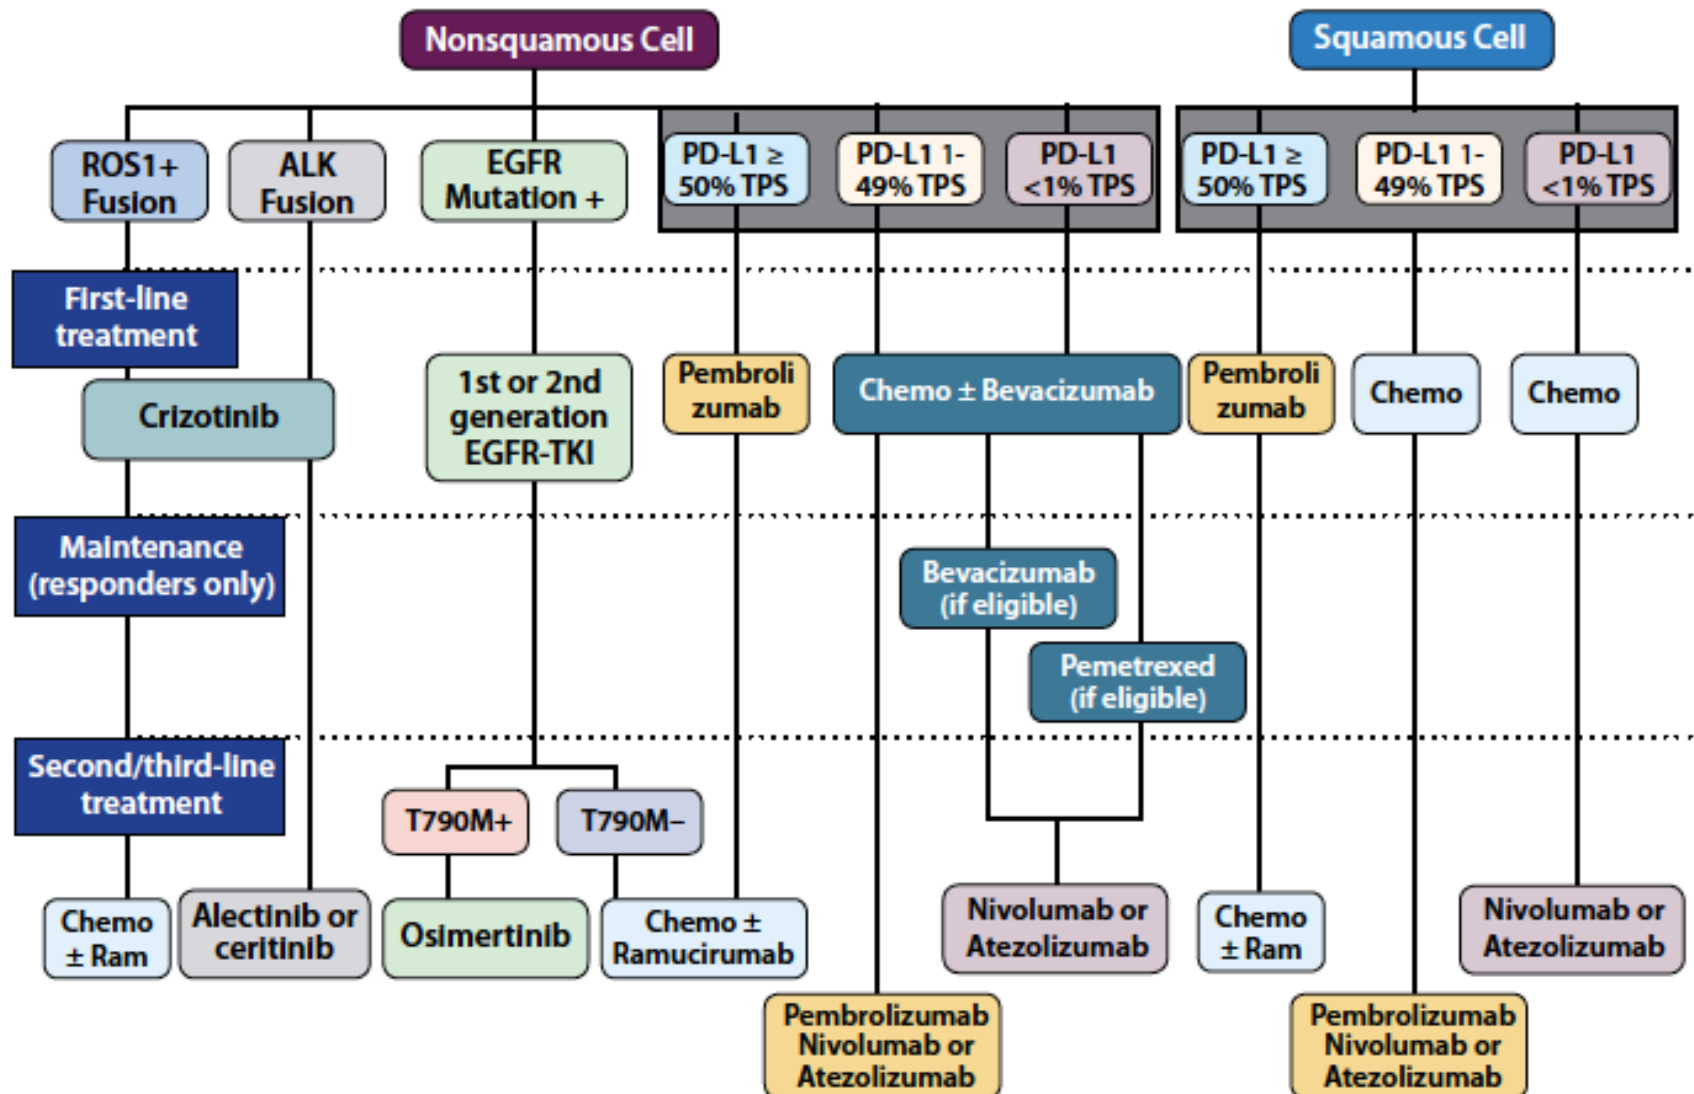 Nonsquamous Cell
Squamous Cell
ROS1+
Fusion
ALK
Fusion
EGFR
Mutation +
PD-L1 ≥
50% TPS
PD-L1 1-
49% TPS
PD-L1
<1% TPS
PD-L1 ≥
50% TPS
PD-L1 1-
49% TPS
PD-L1
<1% TPS
First-line
treatment
Crizotinib
1st or 2nd
generation
EGFR-TKI
Pembroli
zumab
Chemo ± Bevacizumab
Pembroli
zumab
Chemo
Chemo
Maintenance
(responders only)
Bevacizumab
(if eligible)
Pemetrexed
(if eligible)
Second/third-line
treatment
T790M+
T790M–
Chemo
± Ram
Alectinib or
ceritinib
Osimertinib
Chemo ±
Ramucirumab
Nivolumab or
Atezolizumab
Chemo
± Ram
Nivolumab or
Atezolizumab
Pembrolizumab
Nivolumab or
Atezolizumab
Pembrolizumab
Nivolumab or
Atezolizumab